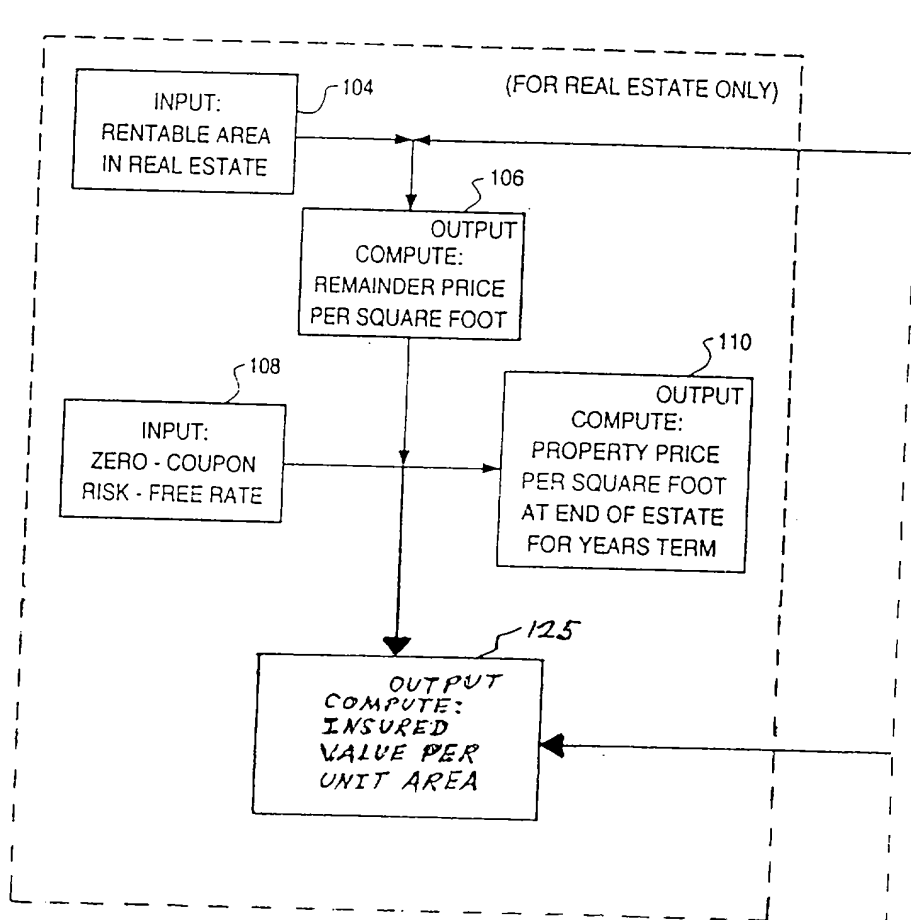 (FOR REAL ESTATE ONLY)
104
INPUT:
RENTABLE AREA
IN REAL ESTATE
106
OUTPUT
COMPUTE:
REMAINDER PRICE
PER SQUARE FOOT
108
INPUT:
ZERO - COUPON
RISK - FREE RATE
110
OUTPUT
COMPUTE:
PROPERTY PRICE
PER SQUARE FOOT
AT END OF ESTATE
FOR YEARS TERM
125
OUTPUT
COMPUTE:
INSURED
VALUE PER
UNIT AREA